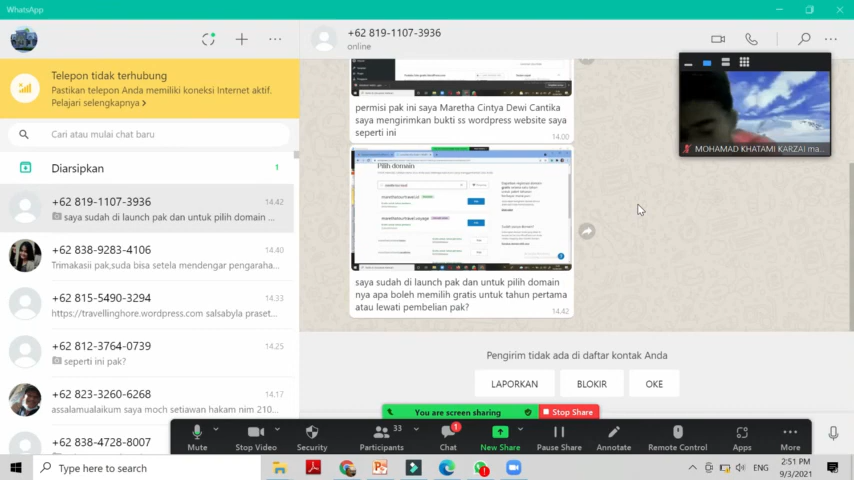 WhatsApp
Telepon tidak terhubung
Pastikan telepon Anda memiliki koneksi Internet aktif.
Pelajari selengkapnya
Cari atau mulai chat baru
Diarsipkan 1
+62 819-1107-3936 14.42
saya sudah di launch pak dan untuk pilih domain ...
+62 838-9283-4106 14.40
Trimakasii pak,suda bisa setela mendengar pengaraha...
+62 815-5490-3294 14.33
https://travellinghore.wordpress.com salsabyla praset...
+62 812-3764-0739 14.25
seperti ini pak?
+62 823-3260-6268 14.17
assalamualaikum saya moch setiawan hakam nim 210...
+62 838-4728-8007
+62 819-1107-3936
online
permisi pak ini saya Maretha Cintya Dewi Cantika
saya mengirimkan bukti ss wordpress website saya
seperti ini
14.00
Pilih domain
saya sudah di launch pak dan untuk pilih domain
nya apa boleh memilih gratis untuk tahun pertama
atau lewati pembelian pak?
14.42
MOHAMAD KHATAMI KARZAI ma...
Pengirim tidak ada di daftar kontak Anda
LAPORKAN
BLOKIR
OKE
You are screen sharing
Stop Share
Mute
Stop Video
Security
Participants 33
Chat 1
New Share
Pause Share
Annotate
Remote Control
Apps
More
Type here to search
ENG
2:51 PM
9/3/2021